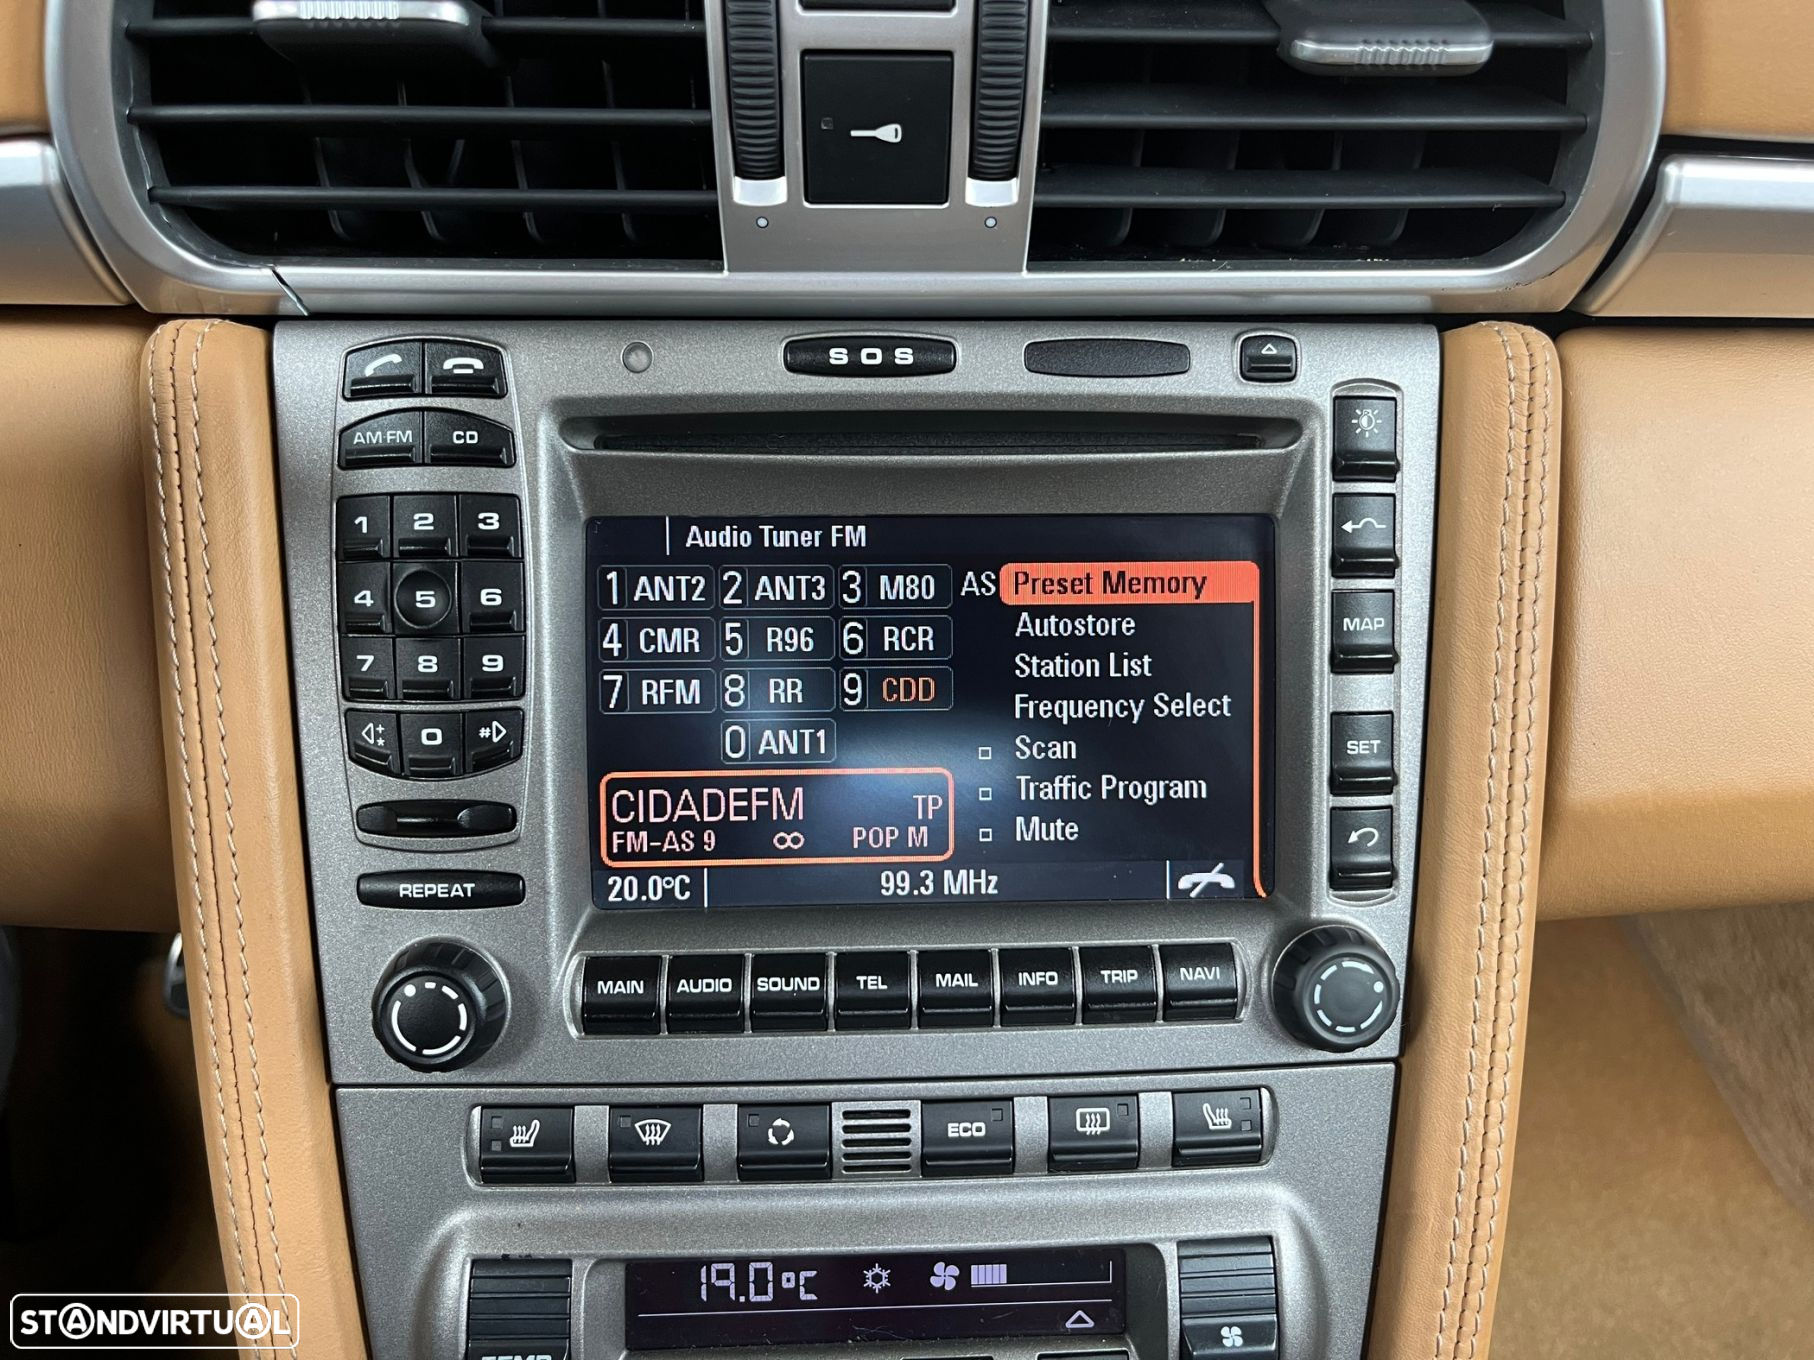 SOS
AM·FM CD
1 2 3
4 5 6
7 8 9
* 0 #
REPEAT
MAP
SET
Audio Tuner FM
1 ANT2 2 ANT3 3 M80 AS Preset Memory
Autostore
4 CMR 5 R96 6 RCR
Station List
7 RFM 8 RR 9 CDD
Frequency Select
0 ANT1
Scan
CIDADEFM TP
Traffic Program
FM-AS 9 ∞ POP M
Mute
20.0°C 99.3 MHz
MAIN AUDIO SOUND TEL MAIL INFO TRIP NAVI
ECO
19.0°C
TEMP
STANDVIRTUAL